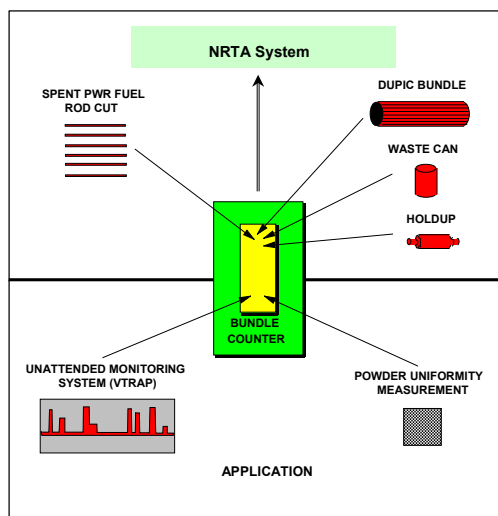 NRTA System
SPENT PWR FUEL
ROD CUT
DUPIC BUNDLE
WASTE CAN
HOLDUP
BUNDLE
COUNTER
UNATTENDED MONITORING
SYSTEM (VTRAP)
POWDER UNIFORMITY
MEASUREMENT
APPLICATION